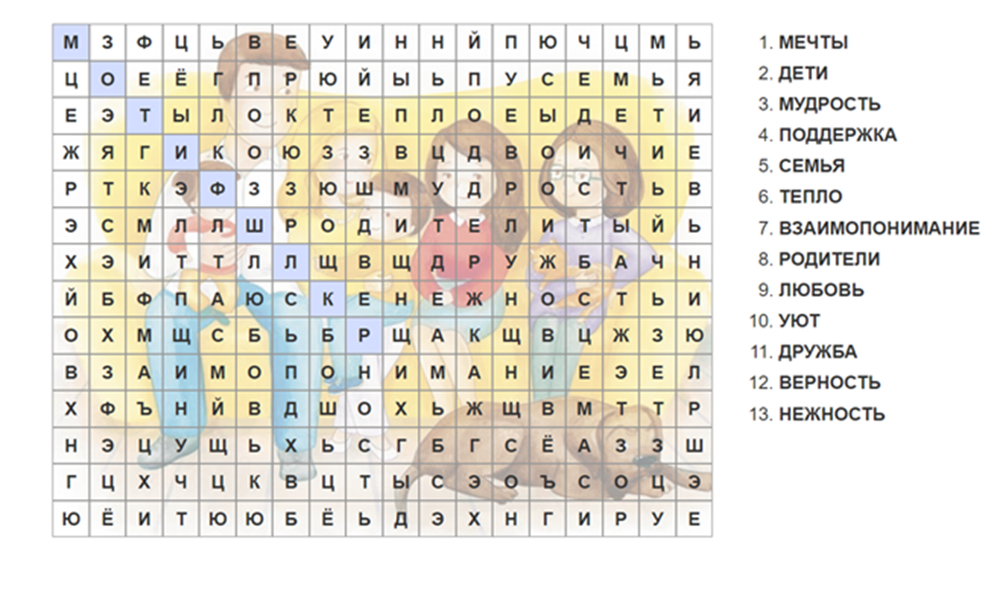 М З Ф Ц Ь В Е У И Н Н Й П Ю Ч Ц М Ь
Ц О Е Ё Г П Р Ю Й Ы Ь П У С Е М Ь Я
Е Э Т Ы Л О К Т Е П Л О Е Ы Д Е Т И
Ж Я Г И К О Ю З З В Ц Д В О И Ч И Е
Р Т К Э Ф З З Ю Ш М У Д Р О С Т Ь В
Э С М Л Л Ш Р О Д И Т Е Л И Т Ы Й Ь
Х Э И Т Т Л Л Щ В Щ Д Р У Ж Б А Ч Н
Й Б Ф П А Ю С К Е Н Е Ж Н О С Т Ь И
О Х М Щ С Б Ь Б Р Щ А К Щ В Ц Ж З Ю
В З А И М О П О Н И М А Н И Е Э Е Л
Х Ф Ъ Н Й В Д Ш О Х Ь Ж Щ В М Т Т Р
Н Э Ц У Щ Ь Х Ь С Г Б Г С Ё А З З Ш
Г Ц Х Ч Ц К В Ц Т Ы С Э О Ъ С О Ц Э
Ю Ё И Т Ю Ю Б Ё Ь Д Э Х Н Г И Р У Е
1. МЕЧТЫ
2. ДЕТИ
3. МУДРОСТЬ
4. ПОДДЕРЖКА
5. СЕМЬЯ
6. ТЕПЛО
7. ВЗАИМОПОНИМАНИЕ
8. РОДИТЕЛИ
9. ЛЮБОВЬ
10. УЮТ
11. ДРУЖБА
12. ВЕРНОСТЬ
13. НЕЖНОСТЬ